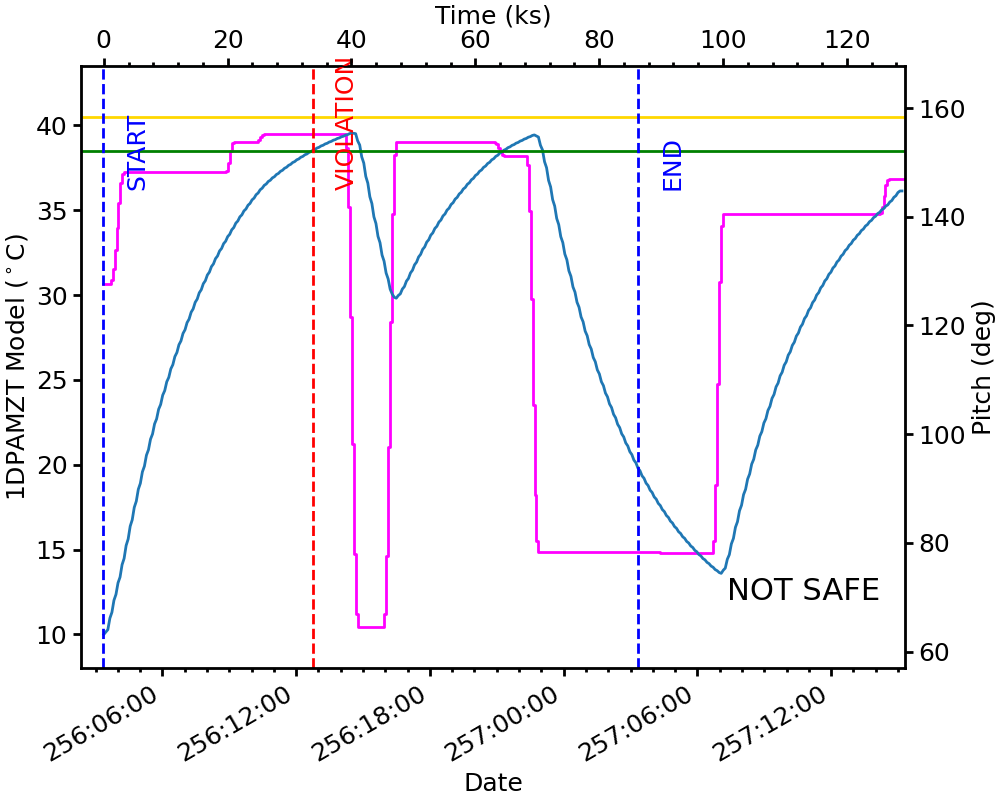 Time (ks)
0 20 40 60 80 100 120
START
VIOLATION
END
40
35
30
25
20
15
10
160
140
120
100
80
60
1DPAMZT Model (°C)
Pitch (deg)
NOT SAFE
256:06:00 256:12:00 256:18:00 257:00:00 257:06:00 257:12:00
Date